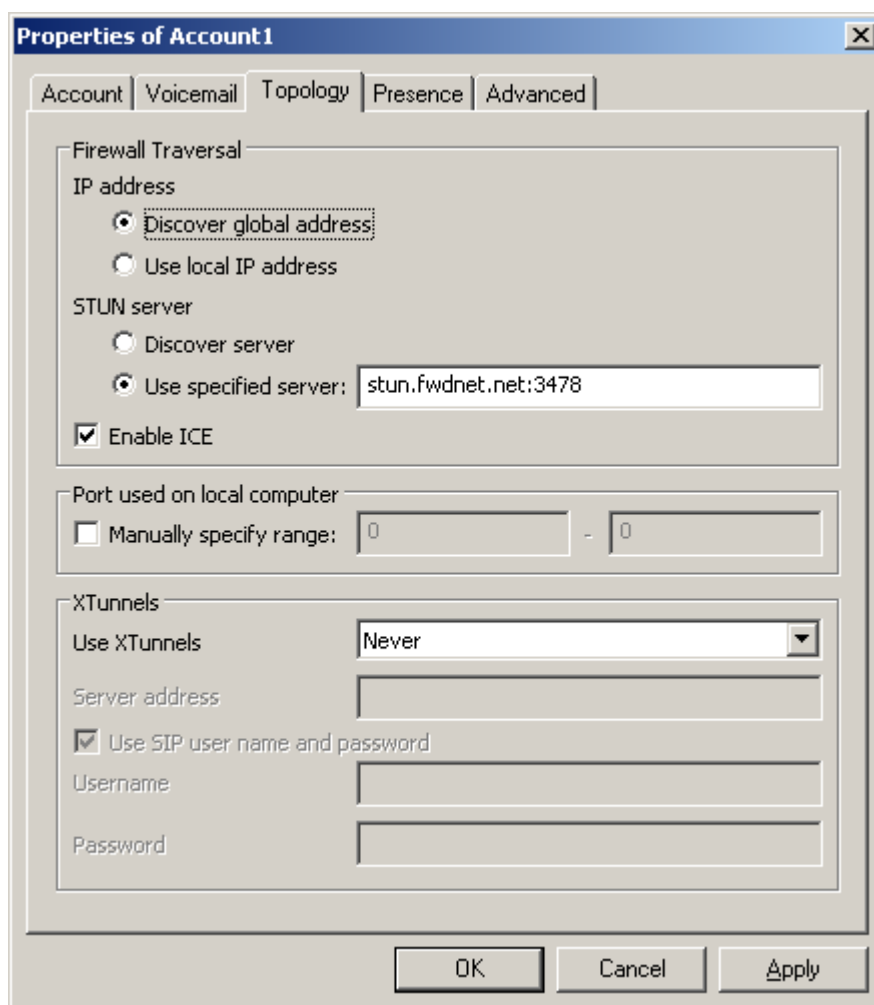 Properties of Account1
Account Voicemail Topology Presence Advanced
Firewall Traversal
IP address
Discover global address
Use local IP address
STUN server
Discover server
Use specified server: stun.fwdnet.net:3478
Enable ICE
Port used on local computer
Manually specify range: 0 - 0
XTunnels
Use XTunnels Never
Server address
Use SIP user name and password
Username
Password
OK Cancel Apply